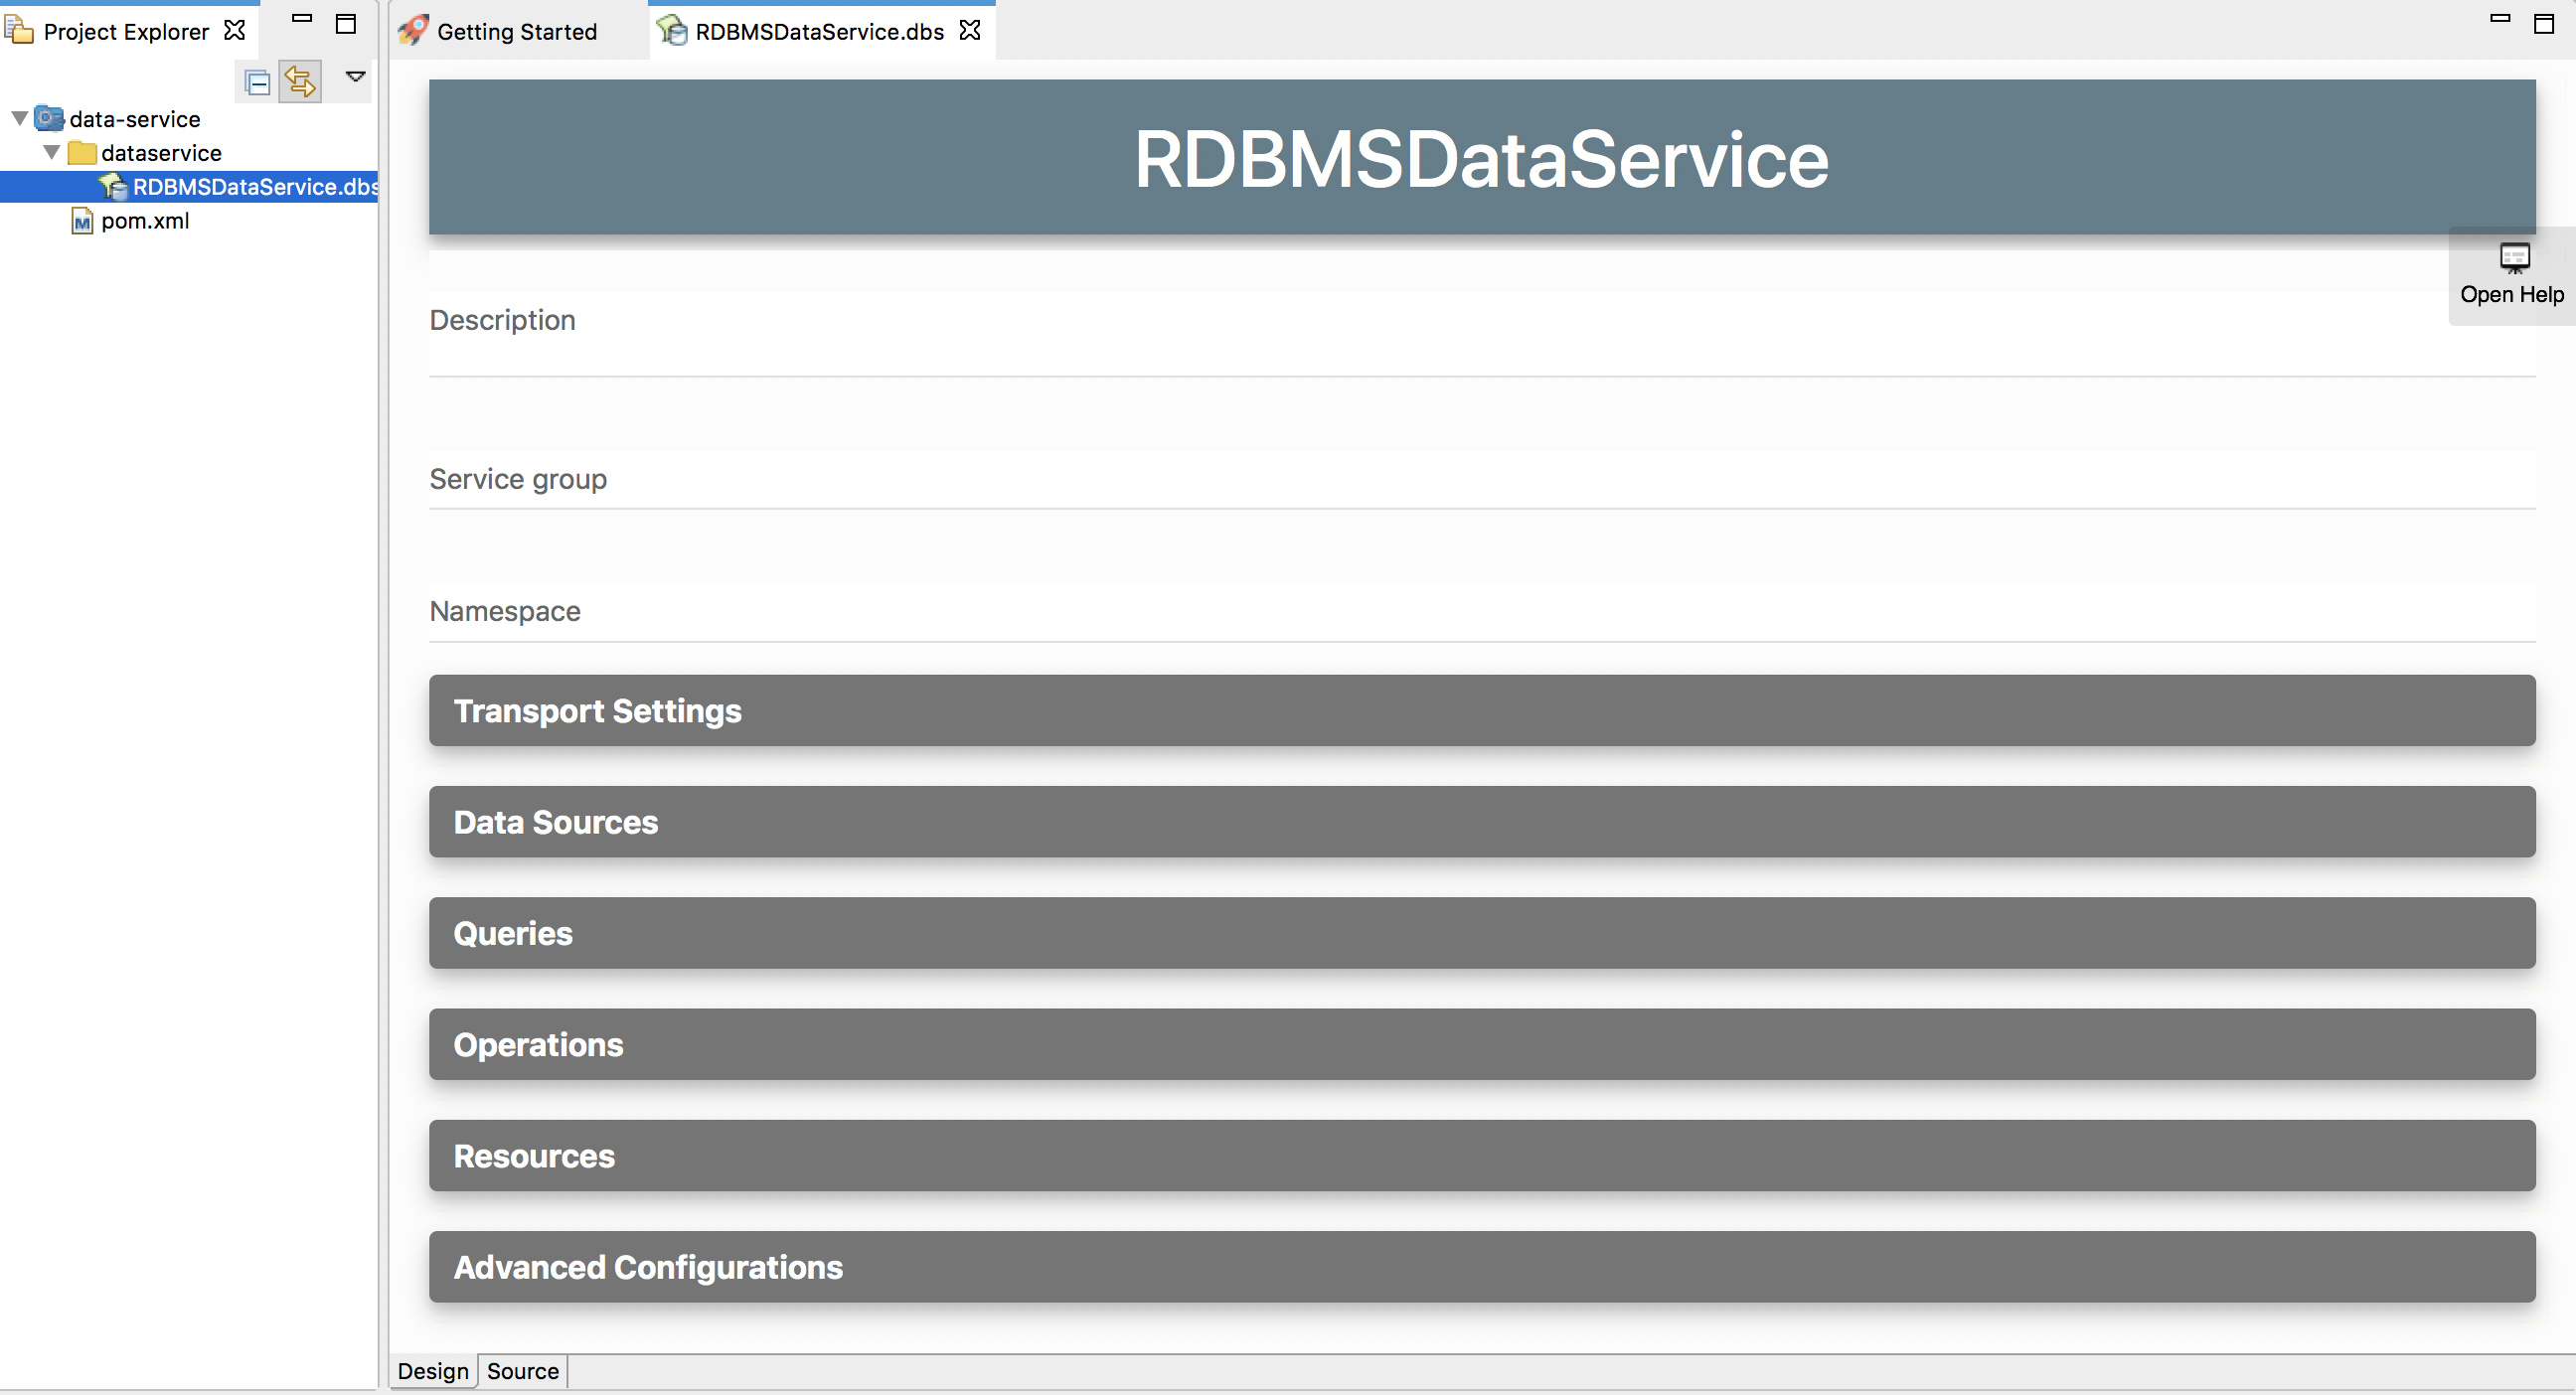 Project Explorer
data-service
dataservice
RDBMSDataService.dbs
pom.xml
Getting Started
RDBMSDataService.dbs
RDBMSDataService
Open Help
Description
Service group
Namespace
Transport Settings
Data Sources
Queries
Operations
Resources
Advanced Configurations
Design Source